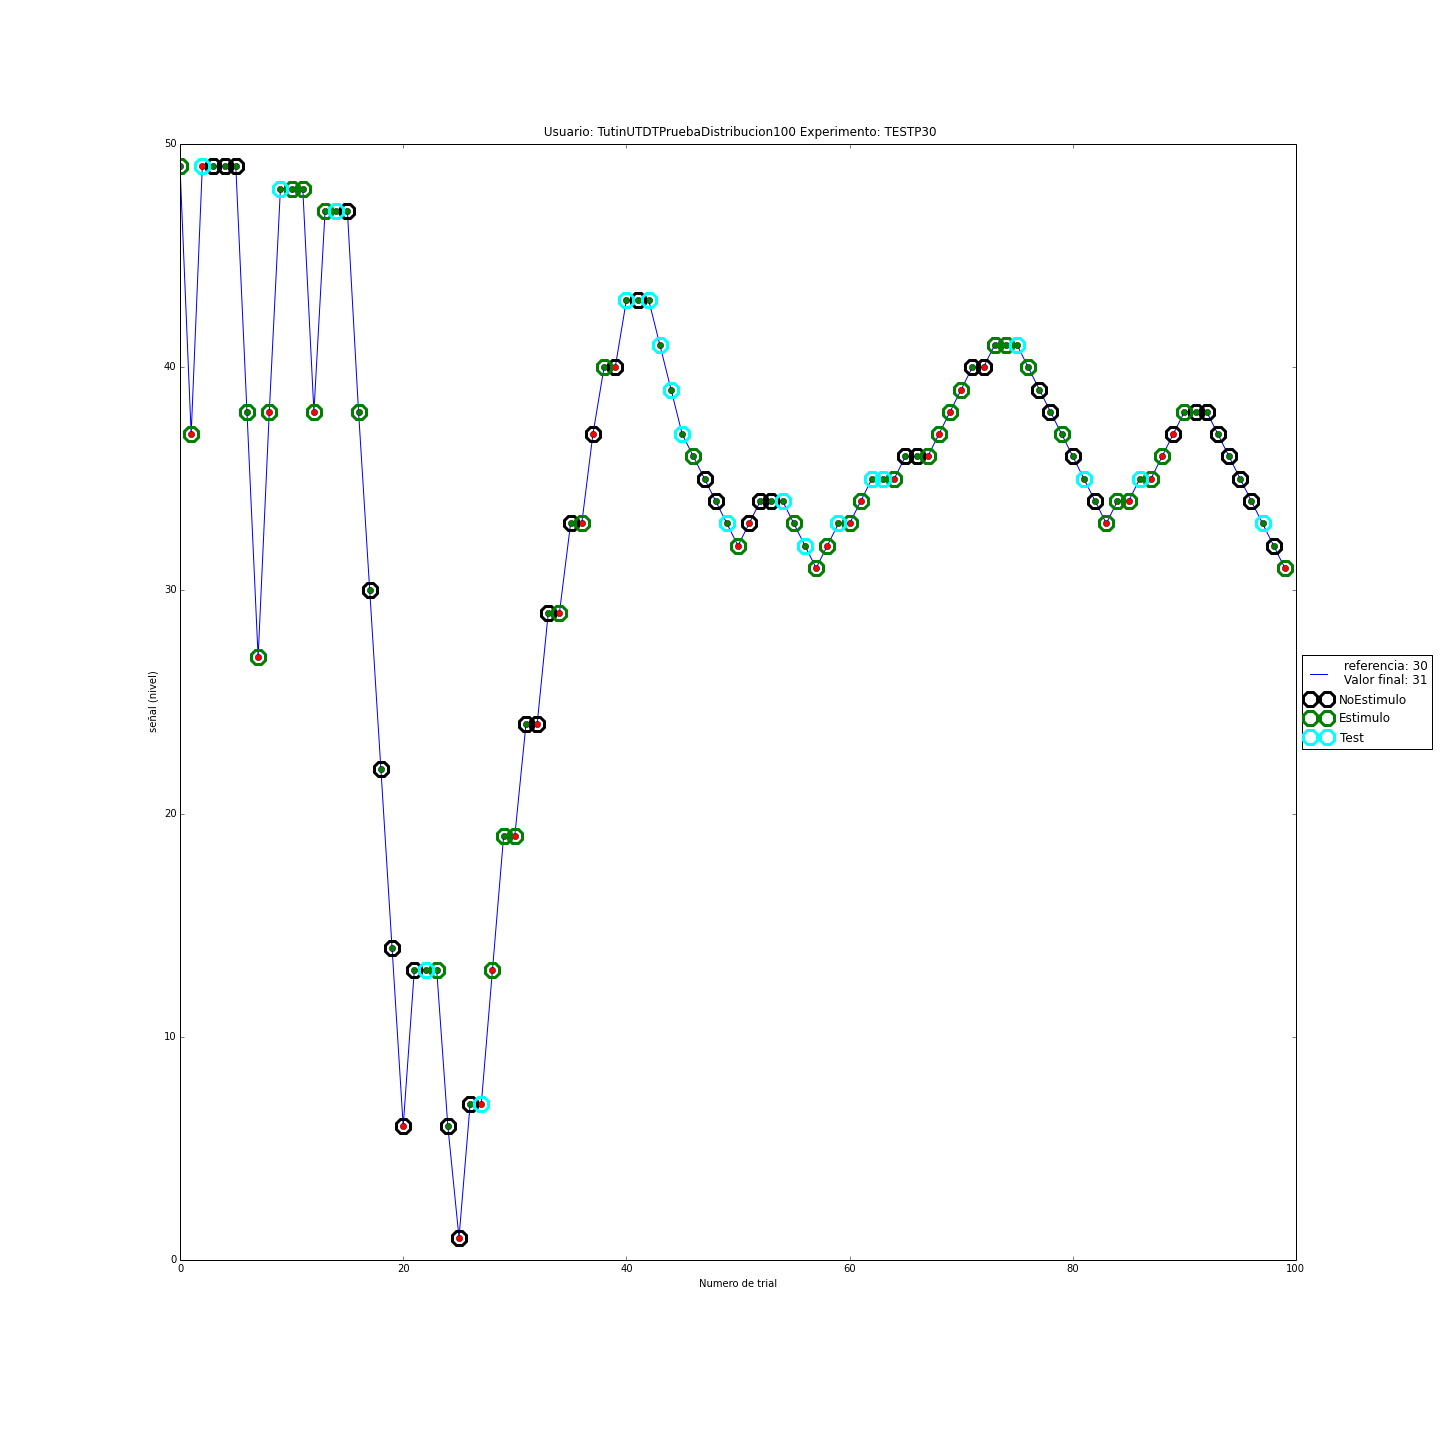 Usuario: TutinUTDTPruebaDistribucion100 Experimento: TESTP30
50
40
30
20
10
0
señal (nivel)
0 20 40 60 80 100
Numero de trial
referencia: 30
Valor final: 31
NoEstimulo
Estimulo
Test